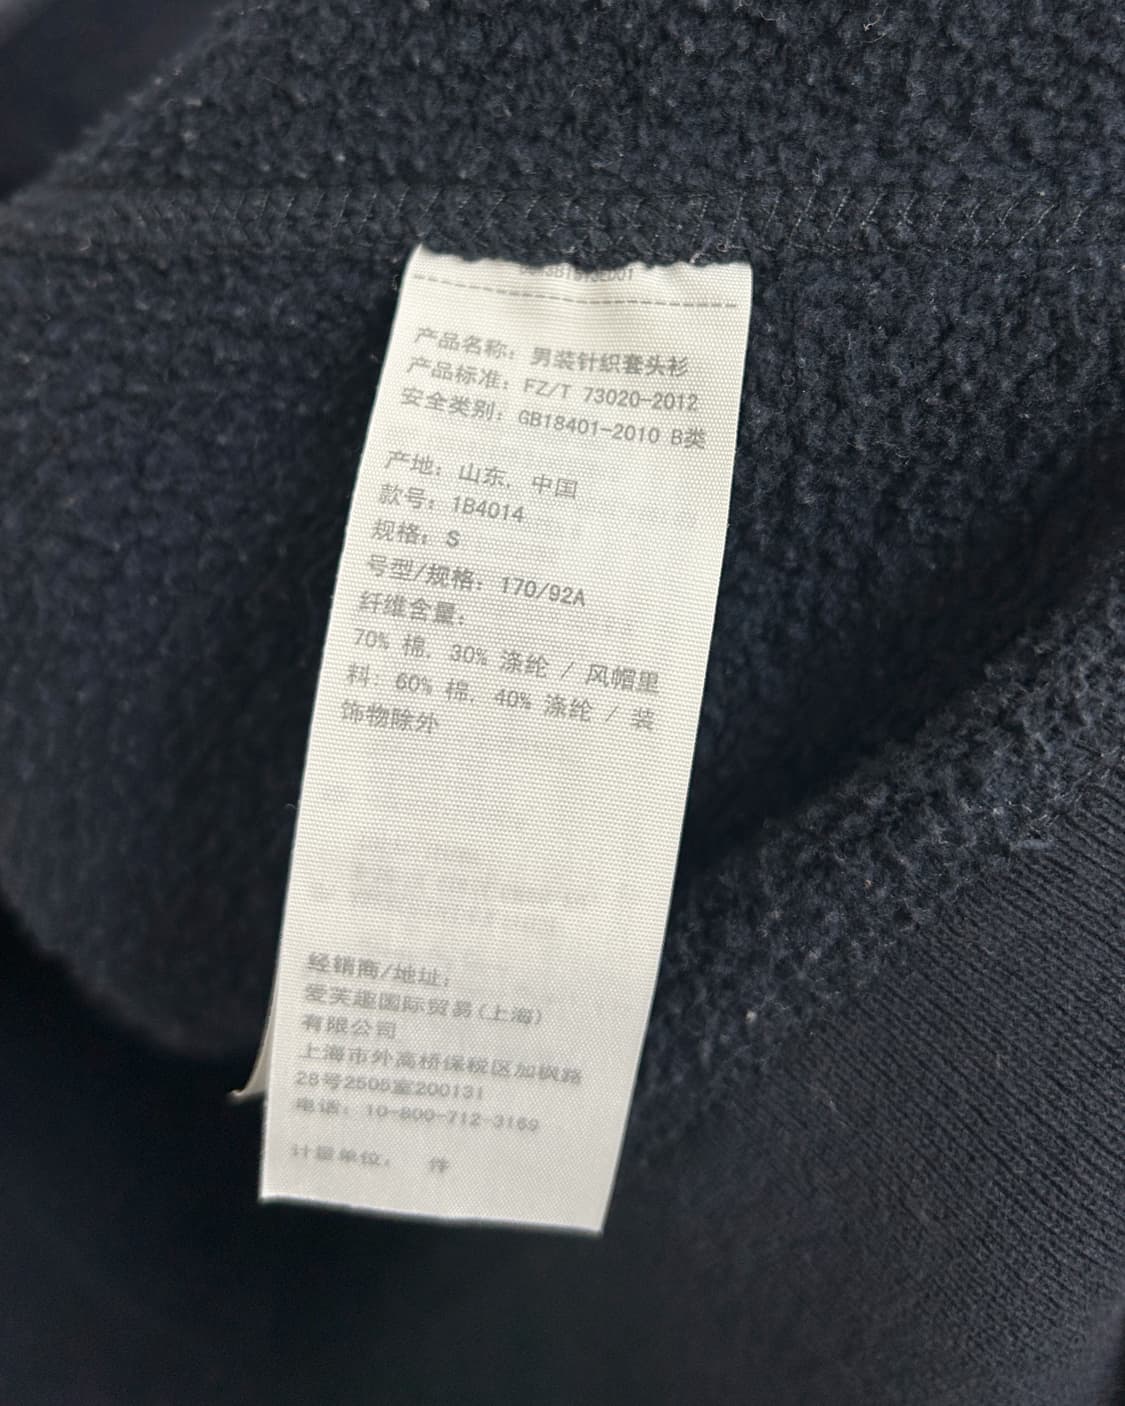 产品名称：男装针织套头衫
产品标准：FZ/T 73020-2012
安全类别：GB18401-2010 B类
产地：山东，中国
款号：1B4014
规格：S
号型/规格：170/92A
纤维含量：
70% 棉，30% 涤纶 / 风帽里
料：60% 棉，40% 涤纶 / 装
饰物除外
经销商/地址：
爱芙趣国际贸易(上海)
有限公司
上海市外高桥保税区加枫路
28号2505室200131
电话：10-800-712-3169
计量单位： 件